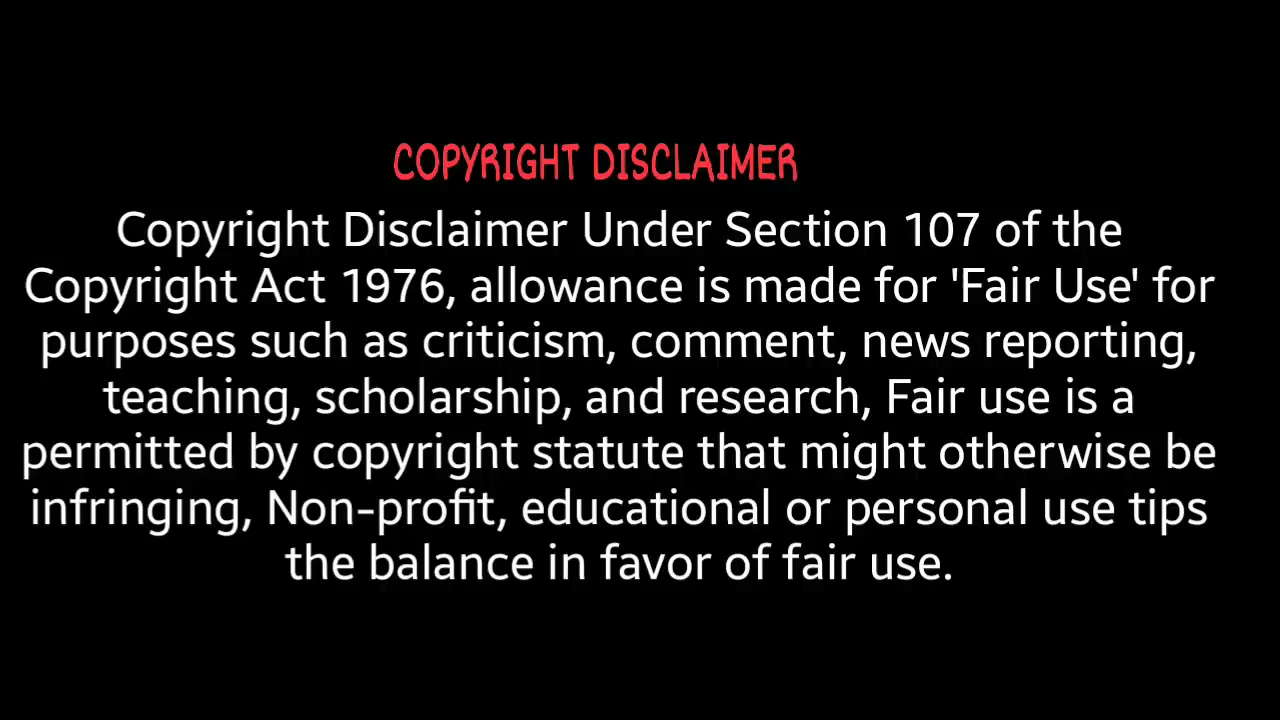 COPYRIGHT DISCLAIMER
Copyright Disclaimer Under Section 107 of the
Copyright Act 1976, allowance is made for 'Fair Use' for
purposes such as criticism, comment, news reporting,
teaching, scholarship, and research, Fair use is a
permitted by copyright statute that might otherwise be
infringing, Non-profit, educational or personal use tips
the balance in favor of fair use.